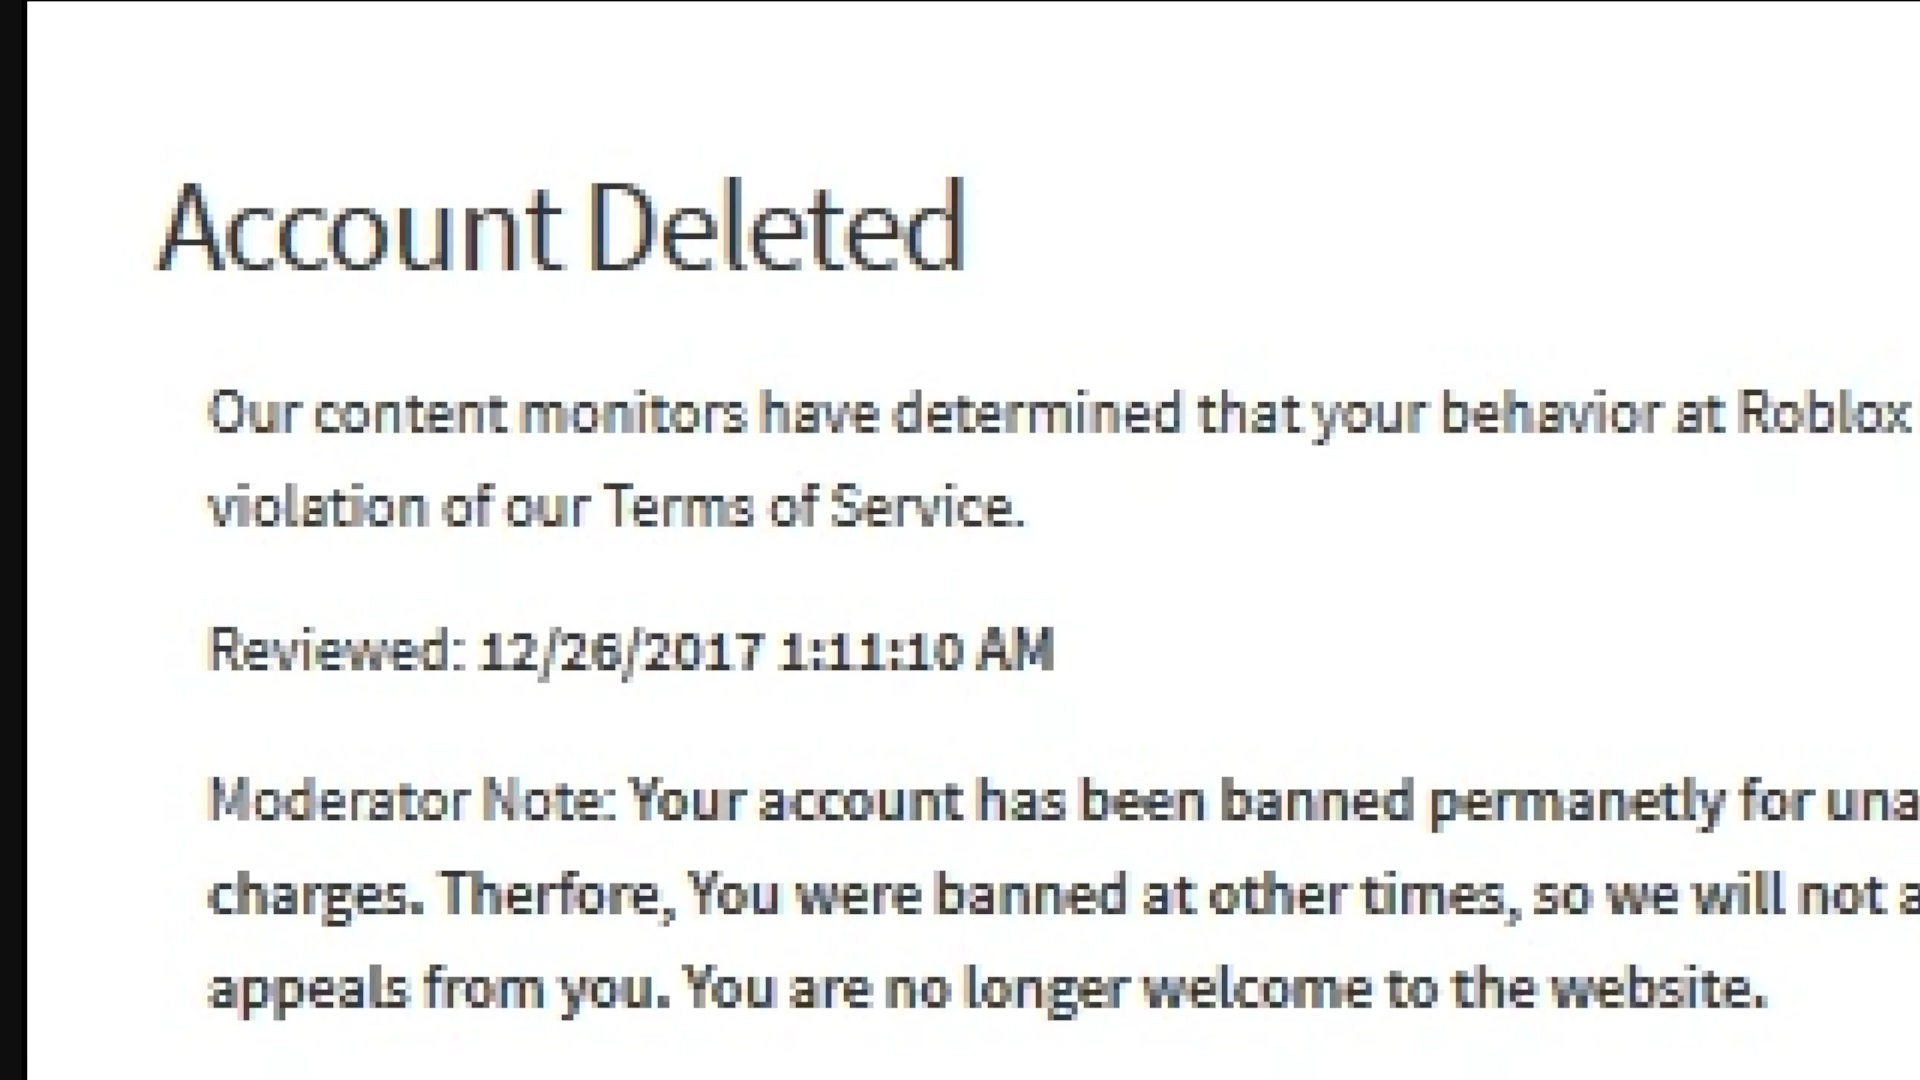 Account Deleted
Our content monitors have determined that your behavior at Roblox
violation of our Terms of Service.
Reviewed: 12/26/2017 1:11:10 AM
Moderator Note: Your account has been banned permanetly for una
charges. Therfore, You were banned at other times, so we will not a
appeals from you. You are no longer welcome to the website.